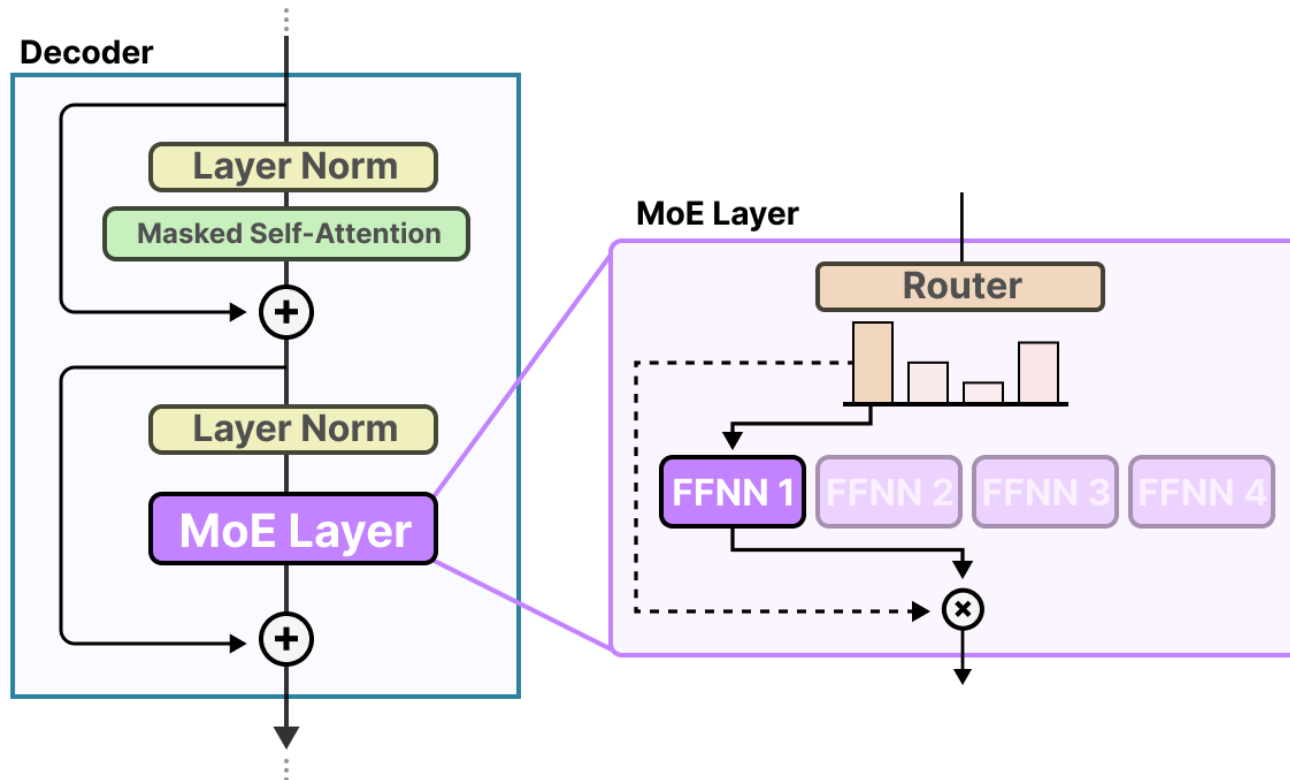 Decoder
Layer Norm
Masked Self-Attention
+
Layer Norm
MoE Layer
+
MoE Layer
Router
FFNN 1
FFNN 2
FFNN 3
FFNN 4
×